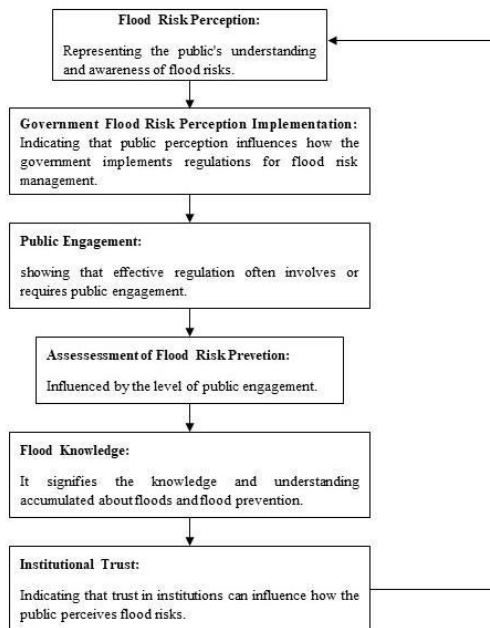 Flood Risk Perception:
Representing the public's understanding
and awareness of flood risks.
Government Flood Risk Perception Implementation:
Indicating that public perception influences how the
government implements regulations for flood risk
management.
Public Engagement:
showing that effective regulation often involves or
requires public engagement.
Assessessment of Flood Risk Prevetion:
Influenced by the level of public engagement.
Flood Knowledge:
It signifies the knowledge and understanding
accumulated about floods and flood prevention.
Institutional Trust:
Indicating that trust in institutions can influence how the
public perceives flood risks.